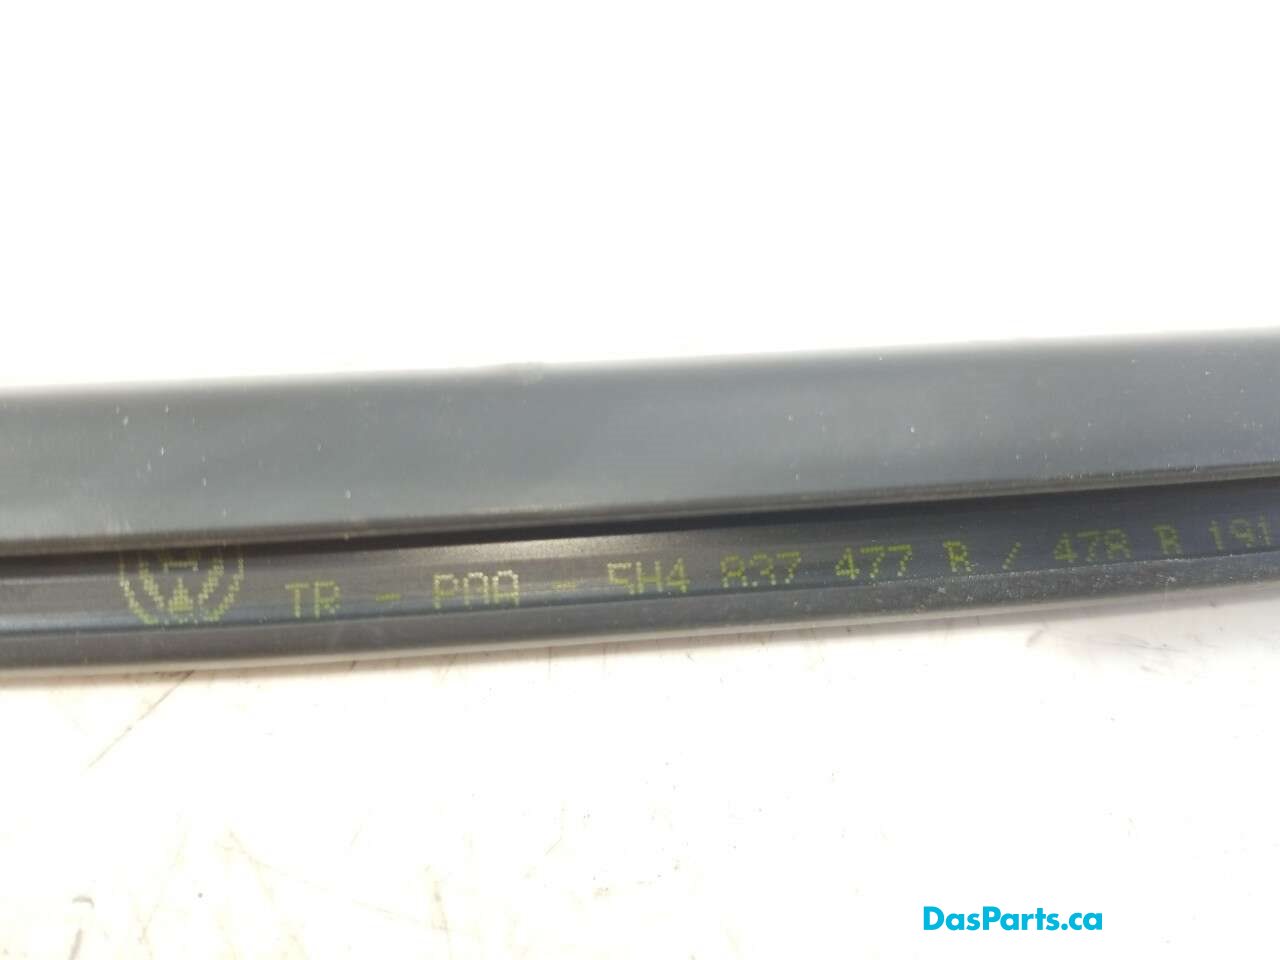 TR - PAA - 5H4 837 477 B / 478 B 191
DasParts.ca